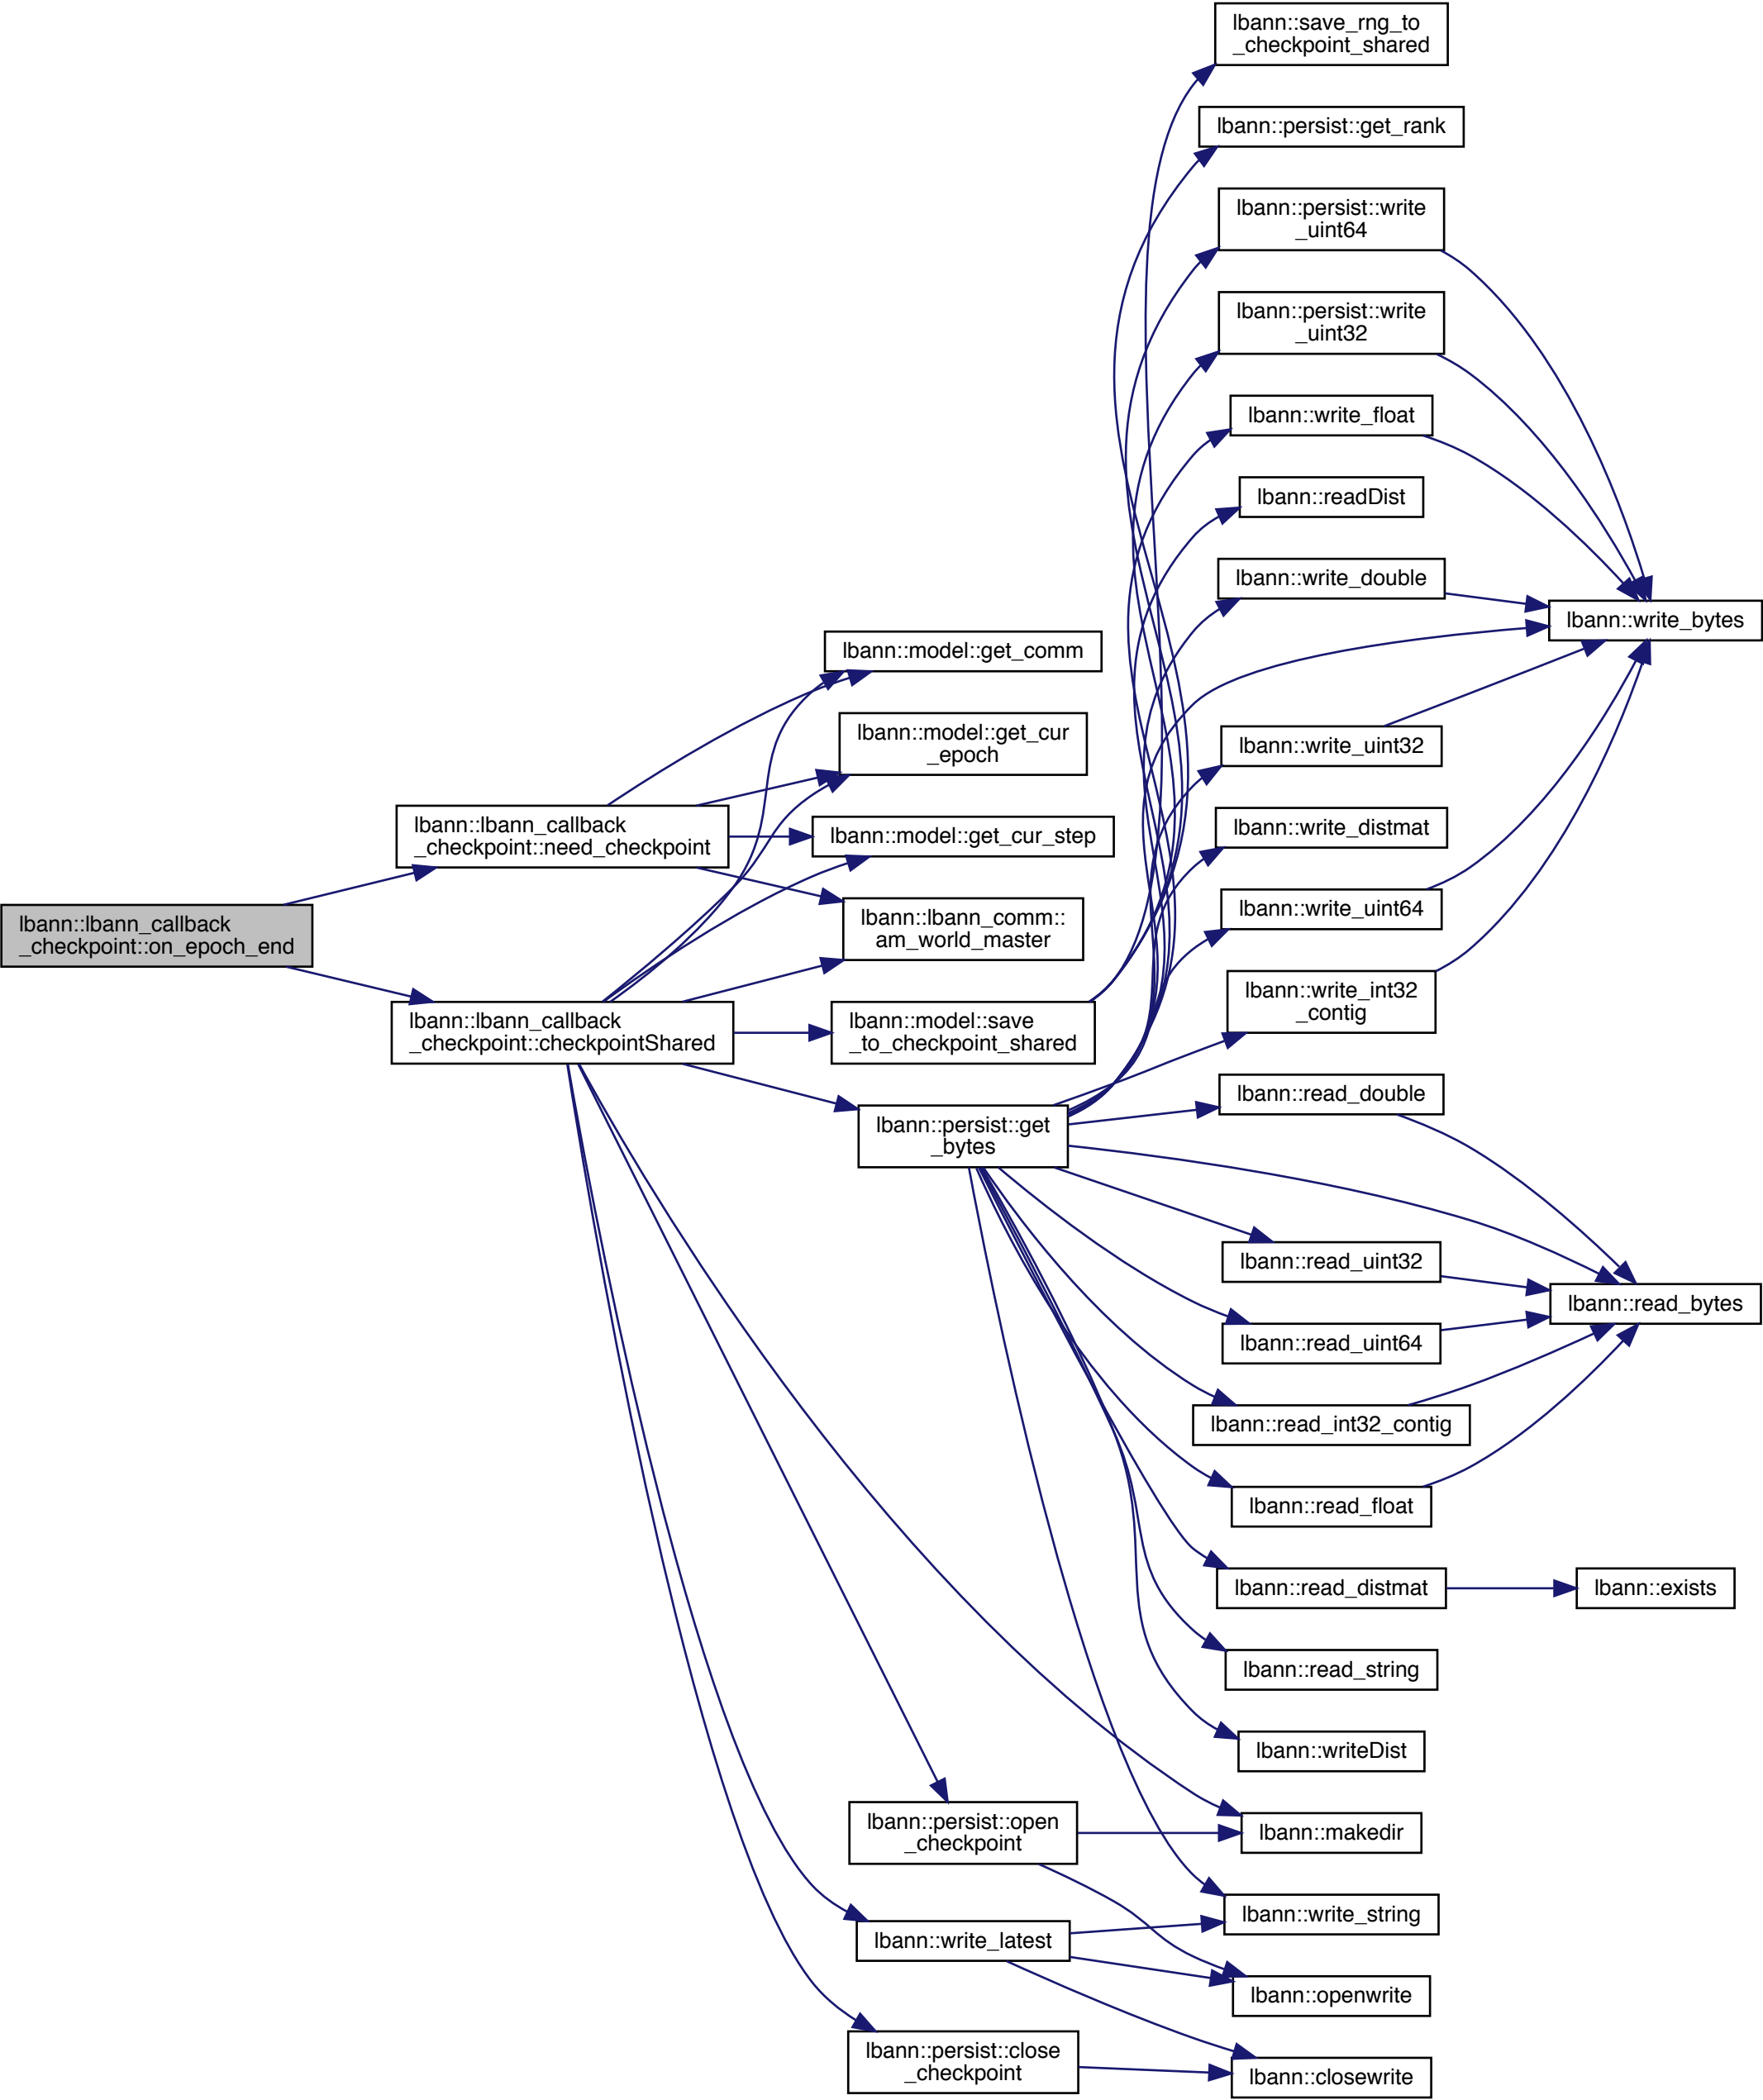 lbann::save_rng_to
_checkpoint_shared
lbann::persist::get_rank
lbann::persist::write
_uint64
lbann::persist::write
_uint32
lbann::write_float
lbann::readDist
lbann::write_double
lbann::write_bytes
lbann::model::get_comm
lbann::model::get_cur
_epoch
lbann::write_uint32
lbann::lbann_callback
_checkpoint::need_checkpoint
lbann::model::get_cur_step
lbann::write_distmat
lbann::lbann_callback
_checkpoint::on_epoch_end
lbann::lbann_comm::
am_world_master
lbann::write_uint64
lbann::lbann_callback
_checkpoint::checkpointShared
lbann::model::save
_to_checkpoint_shared
lbann::write_int32
_contig
lbann::persist::get
_bytes
lbann::read_double
lbann::read_uint32
lbann::read_bytes
lbann::read_uint64
lbann::read_int32_contig
lbann::read_float
lbann::read_distmat
lbann::exists
lbann::read_string
lbann::writeDist
lbann::persist::open
_checkpoint
lbann::makedir
lbann::write_string
lbann::write_latest
lbann::openwrite
lbann::persist::close
_checkpoint
lbann::closewrite